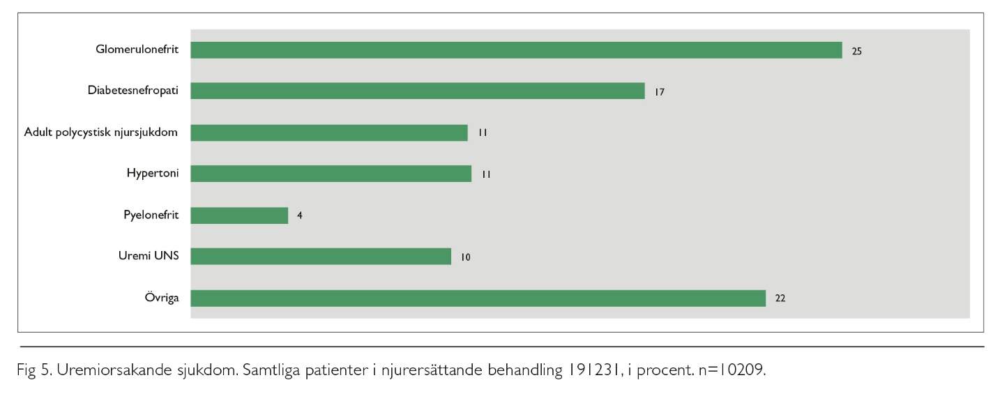 Glomerulonefrit 25
Diabetesnefropati 17
Adult polycystisk njursjukdom 11
Hypertoni 11
Pyelonefrit 4
Uremi UNS 10
Övriga 22
Fig 5. Uremiorsakande sjukdom. Samtliga patienter i njurersättande behandling 191231, i procent. n=10209.